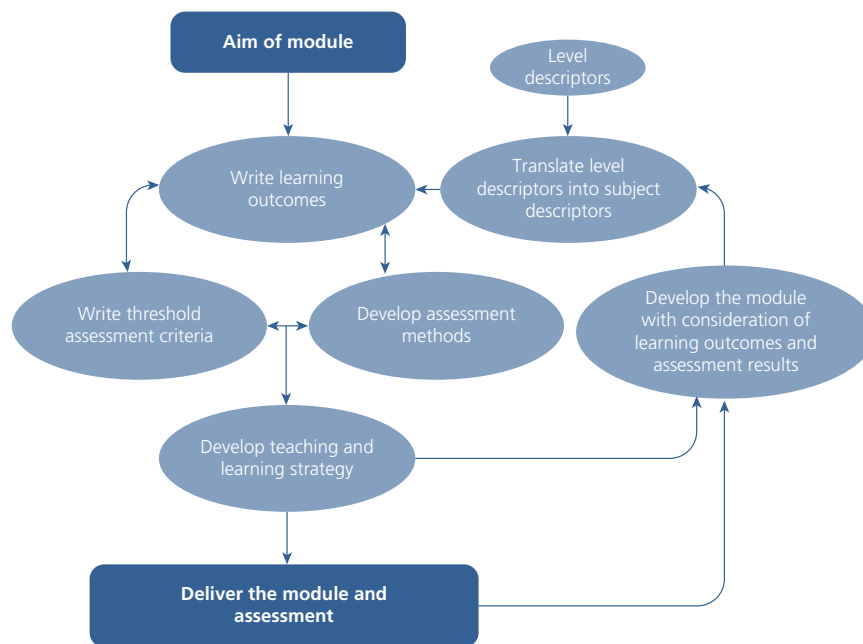 Aim of module
Level
descriptors
Write learning
outcomes
Translate level
descriptors into subject
descriptors
Write threshold
assessment criteria
Develop assessment
methods
Develop the module
with consideration of
learning outcomes and
assessment results
Develop teaching and
learning strategy
Deliver the module and
assessment